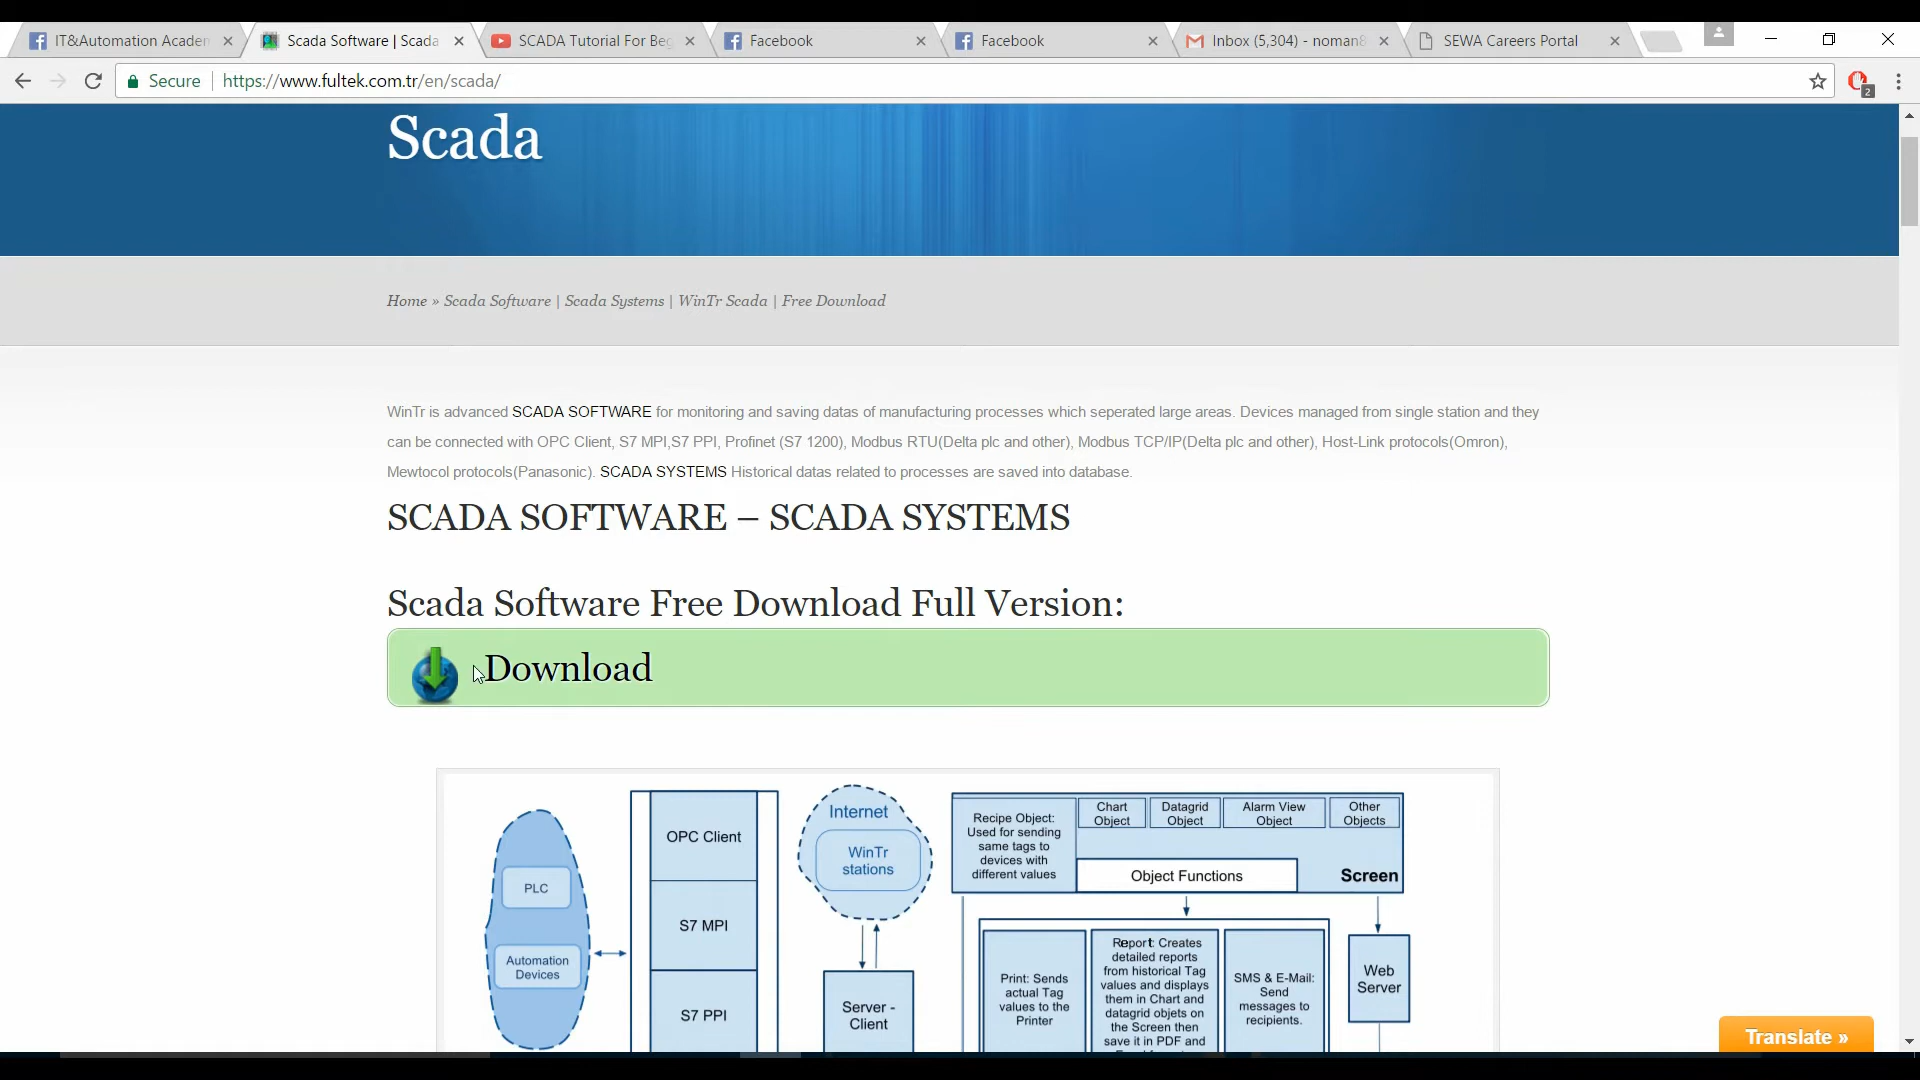 IT&Automation Acaden
Scada Software | Scada
SCADA Tutorial For Beg
Facebook
Facebook
Inbox (5,304) - noman8
SEWA Careers Portal
Secure
https://www.fultek.com.tr/en/scada/
2
Scada
Home » Scada Software | Scada Systems | WinTr Scada | Free Download
WinTr is advanced SCADA SOFTWARE for monitoring and saving datas of manufacturing processes which seperated large areas. Devices managed from single station and they
can be connected with OPC Client, S7 MPI,S7 PPI, Profinet (S7 1200), Modbus RTU(Delta plc and other), Modbus TCP/IP(Delta plc and other), Host-Link protocols(Omron),
Mewtocol protocols(Panasonic). SCADA SYSTEMS Historical datas related to processes are saved into database.
SCADA SOFTWARE – SCADA SYSTEMS
Scada Software Free Download Full Version:
Download
PLC
Automation
Devices
OPC Client
S7 MPI
S7 PPI
Internet
WinTr
stations
Server -
Client
Recipe Object:
Used for sending
same tags to
devices with
different values
Chart
Object
Datagrid
Object
Alarm View
Object
Other
Objects
Object Functions
Screen
Print: Sends
actual Tag
values to the
Printer
Report: Creates
detailed reports
from historical Tag
values and displays
them in Chart and
datagrid objets on
the Screen then
save it in PDF and
SMS & E-Mail:
Send
messages to
recipients.
Web
Server
Translate »